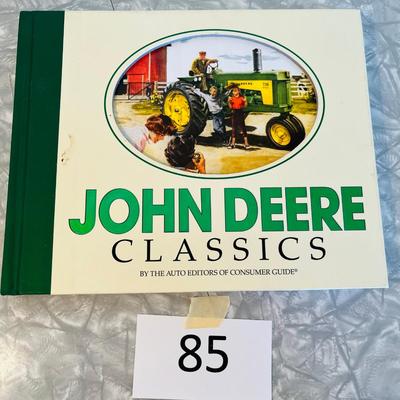 JOHN DEERE
CLASSICS
BY THE AUTO EDITORS OF CONSUMER GUIDE®
85